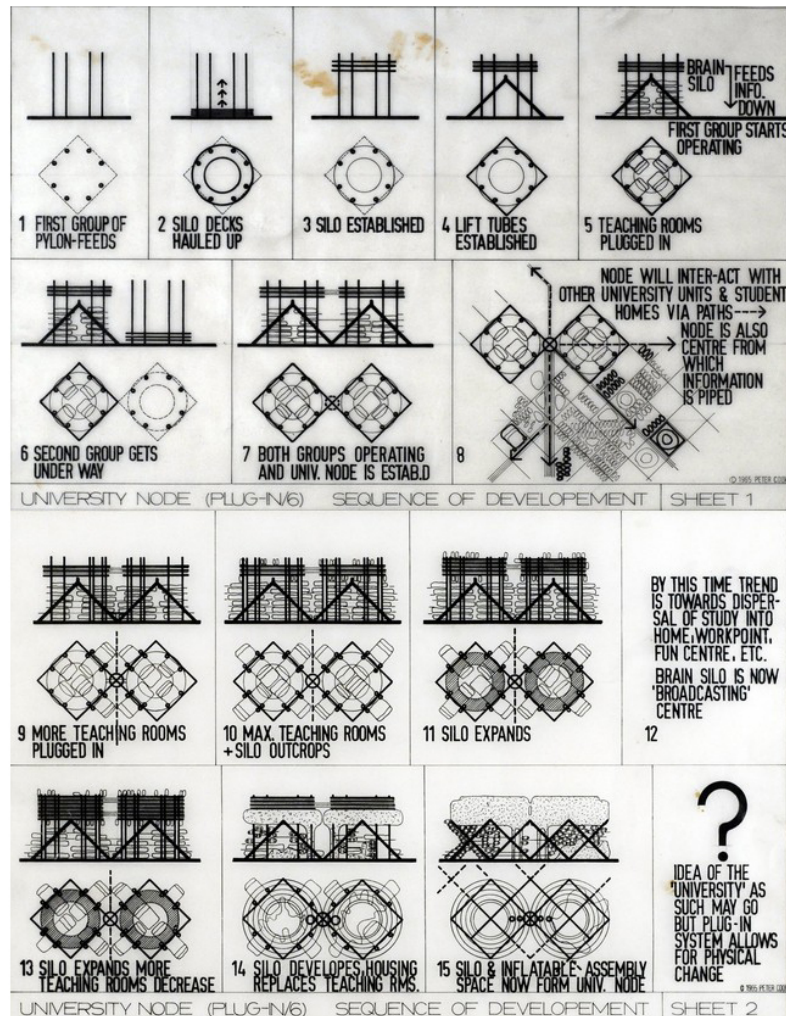 1 FIRST GROUP OF
PYLON-FEEDS
2 SILO DECKS
HAULED UP
3 SILO ESTABLISHED
4 LIFT TUBES
ESTABLISHED
BRAIN
SILO
FEEDS
INFO.
DOWN
FIRST GROUP STARTS
OPERATING
5 TEACHING ROOMS
PLUGGED IN
6 SECOND GROUP GETS
UNDER WAY
7 BOTH GROUPS OPERATING
AND UNIV. NODE IS ESTAB.D
NODE WILL INTER-ACT WITH
OTHER UNIVERSITY UNITS & STUDENT
HOMES VIA PATHS---->
NODE IS ALSO
CENTRE FROM
WHICH
INFORMATION
IS PIPED
8
© 1965 PETER COOK
UNIVERSITY NODE (PLUG-IN/6) SEQUENCE OF DEVELOPEMENT SHEET 1
9 MORE TEACHING ROOMS
PLUGGED IN
10 MAX. TEACHING ROOMS
+SILO OUTCROPS
11 SILO EXPANDS
BY THIS TIME TREND
IS TOWARDS DISPER-
SAL OF STUDY INTO
HOME, WORKPOINT,
FUN CENTRE, ETC.
BRAIN SILO IS NOW
'BROADCASTING'
CENTRE
12
13 SILO EXPANDS MORE
TEACHING ROOMS DECREASE
14 SILO DEVELOPES, HOUSING
REPLACES TEACHING RMS.
15 SILO & INFLATABLE-ASSEMBLY
SPACE NOW FORM UNIV. NODE
?
IDEA OF THE
'UNIVERSITY' AS
SUCH MAY GO
BUT PLUG-IN
SYSTEM ALLOWS
FOR PHYSICAL
CHANGE
© 1965 PETER COOK
UNIVERSITY NODE (PLUG-IN/6) SEQUENCE OF DEVELOPEMENT SHEET 2